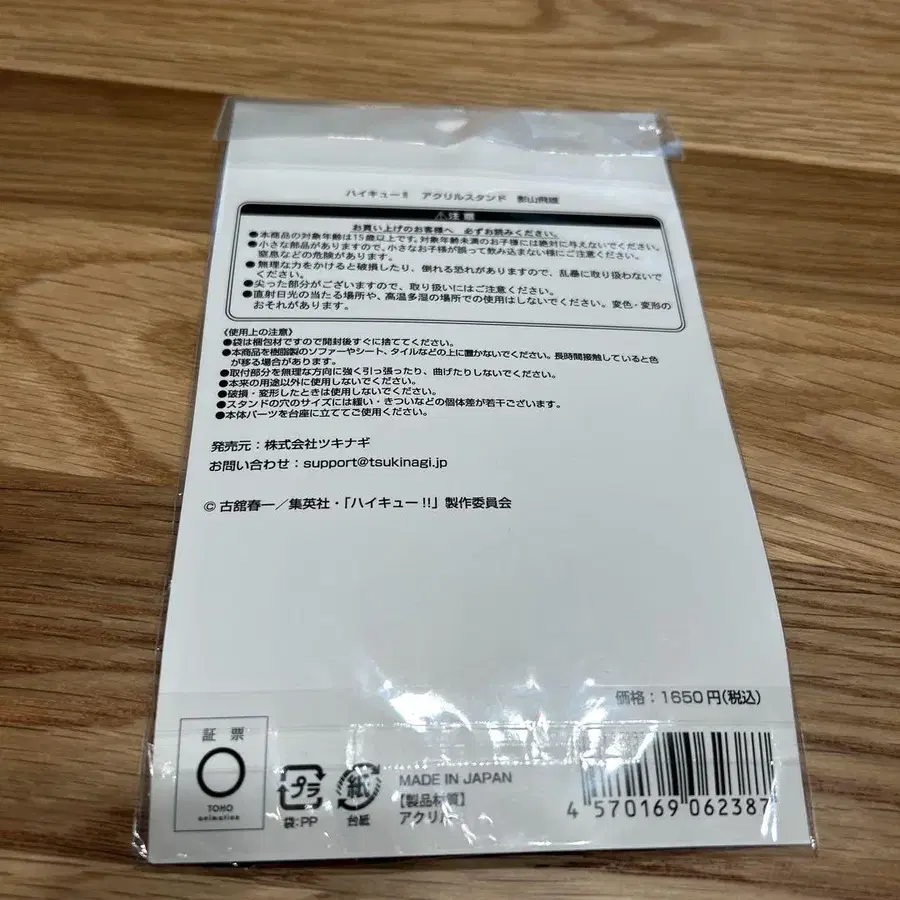 ハイキュー!! アクリルスタンド 影山飛雄
⚠注意
お買い上げのお客様へ 必ずお読みください。
●本商品の対象年齢は15歳以上です。対象年齢未満のお子様には絶対に与えないでください。
●小さな部品がありますので、小さなお子様が誤って飲み込まない様にご注意ください。
窒息などの危険があります。
●無理な力をかけると破損したり、倒れる恐れがありますので、乱暴に取り扱わないで
ください。
●尖った部分がございますので、取り扱いにはご注意ください。
●直射日光の当たる場所や、高温多湿の場所での使用はしないでください。変色・変形の
おそれがあります。
《使用上の注意》
●袋は梱包材ですので開封後すぐに捨ててください。
●本商品を樹脂製のソファーやシート、タイルなどの上に置かないでください。長時間接触していると色
が移る場合があります。
●取付部分を無理な方向に強く引っ張ったり、曲げたりしないでください。
●本来の用途以外に使用しないでください。
●破損・変形したときは使用しないでください。
●スタンドの穴のサイズには緩い・きついなどの個体差が若干ございます。
●本体パーツを台座に立ててご使用ください。
発売元：株式会社ツキナギ
お問い合わせ：support@tsukinagi.jp
© 古舘春一／集英社・「ハイキュー!!」製作委員会
価格：1650円(税込)
証票
TOHO
animation
プラ
袋:PP
紙
台紙
MADE IN JAPAN
【製品材質】
アクリル
4 570169 062387